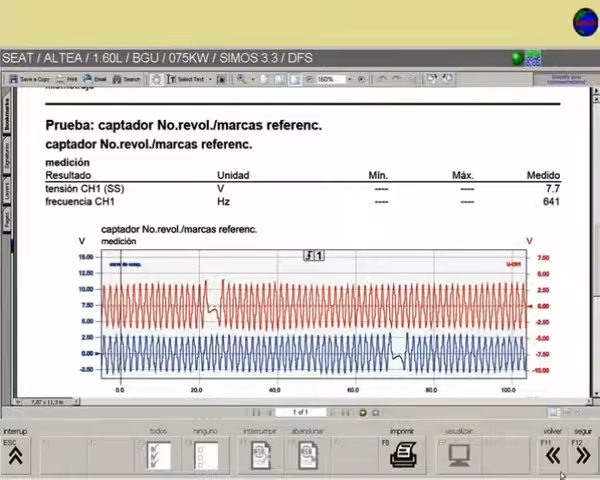 SEAT / ALTEA / 1.60L / BGU / 075KW / SIMOS 3.3 / DFS
Save a Copy Print Email Search Select Text 160%
Bookmarks
Signatures
Layers
Pages
Prueba: captador No.revol./marcas referenc.
captador No.revol./marcas referenc.
medición
Resultado Unidad Mín. Máx. Medido
tensión CH1 (SS) V ---- ---- 7.7
frecuencia CH1 Hz ---- ---- 641
captador No.revol./marcas referenc.
V medición V
1
15.00
12.50
10.00
7.50
5.00
2.50
0.00
-2.50
7.50
5.00
2.50
0.00
-2.50
-5.00
-7.50
-10.00
0.0 20.0 40.0 60.0 80.0 100.0
1 of 1
interrup todos ninguno interrumpir abandonar imprimir visualizar volver seguir
ESC F8 F11 F12